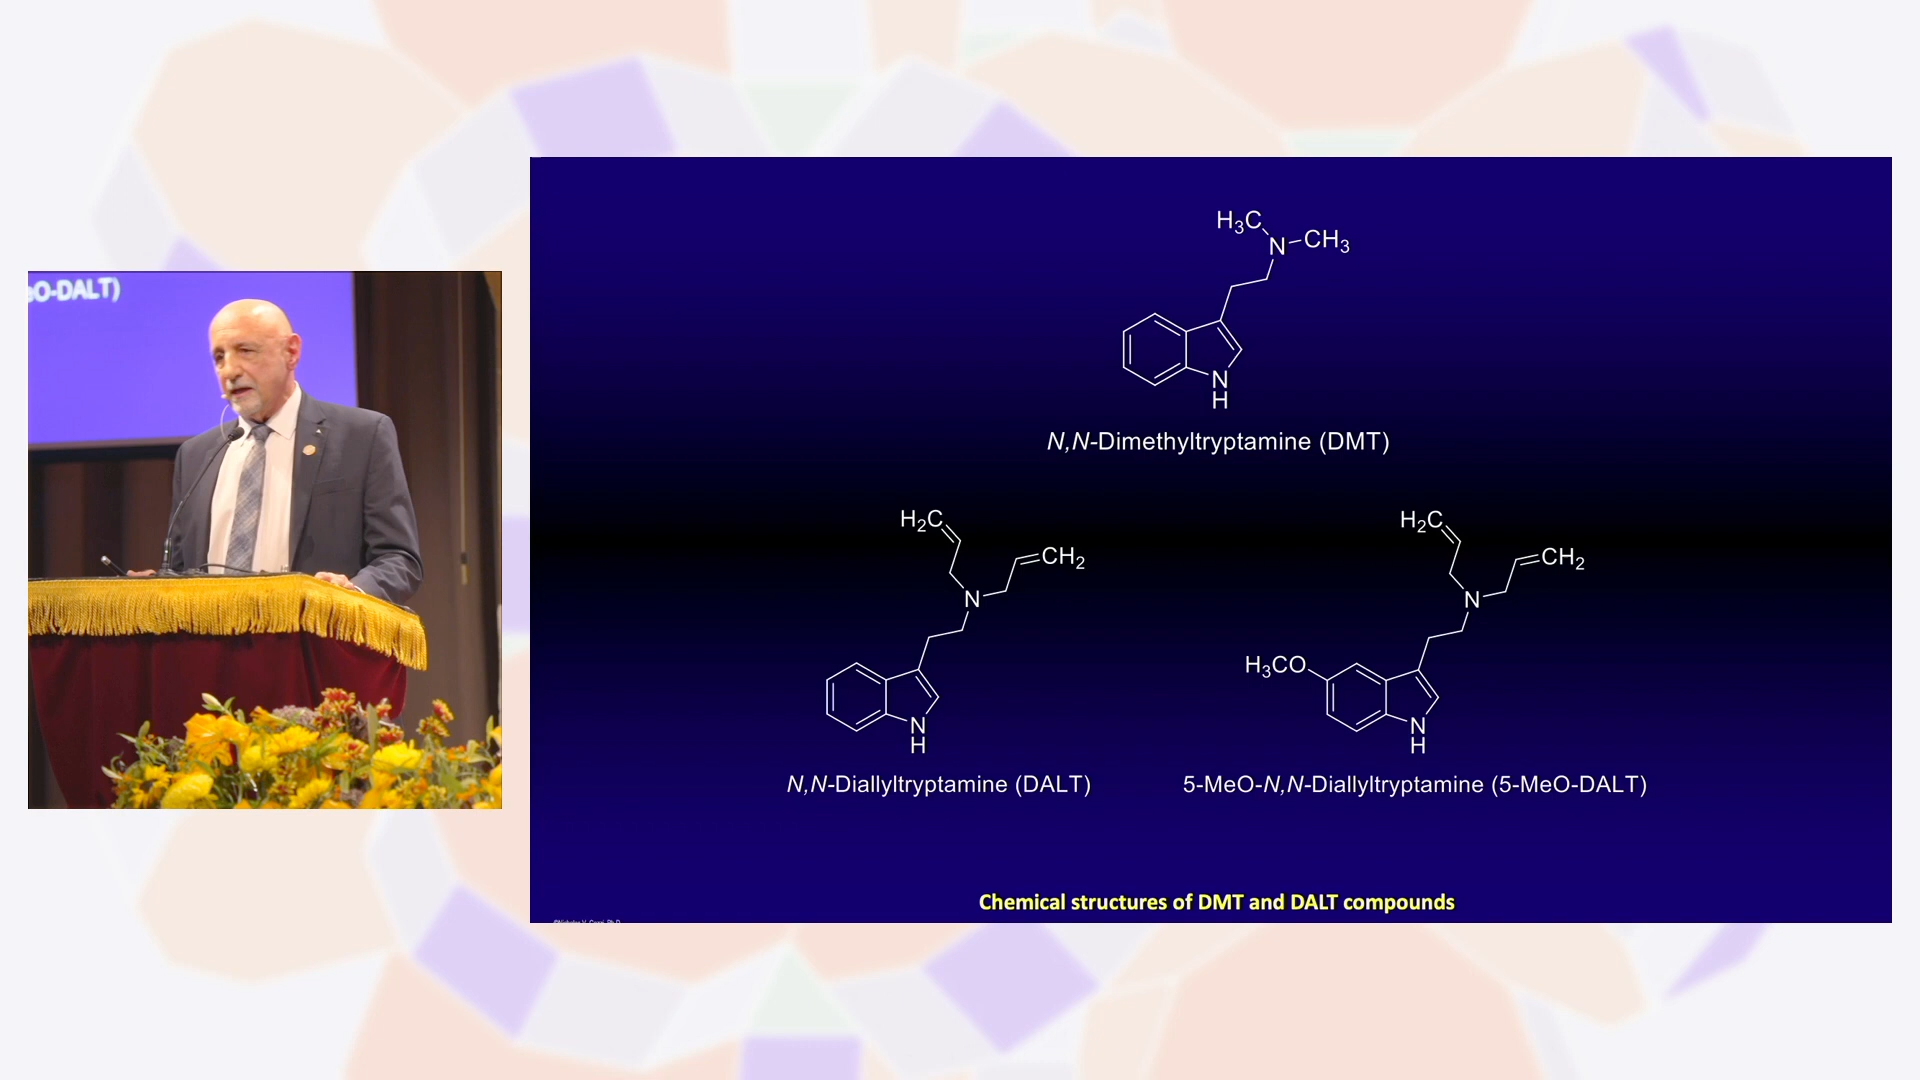 eO-DALT)
H3C
N
CH3
N
H
N,N-Dimethyltryptamine (DMT)
H2C
CH2
N
N
H
N,N-Diallyltryptamine (DALT)
H2C
CH2
N
H3CO
N
H
5-MeO-N,N-Diallyltryptamine (5-MeO-DALT)
Chemical structures of DMT and DALT compounds